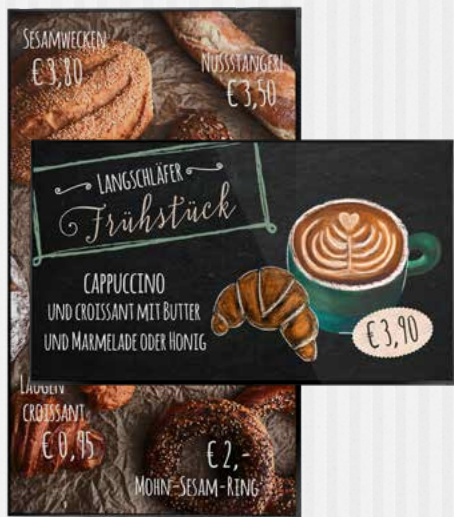 SESAMWECKEN
€ 3,80
NUSSSTANGERL
€ 3,50
LANGSCHLÄFER
Frühstück
CAPPUCCINO
UND CROISSANT MIT BUTTER
UND MARMELADE ODER HONIG
€ 3,90
LAUGEN
CROISSANT
€ 0,95
€ 2,-
MOHN-SESAM-RING